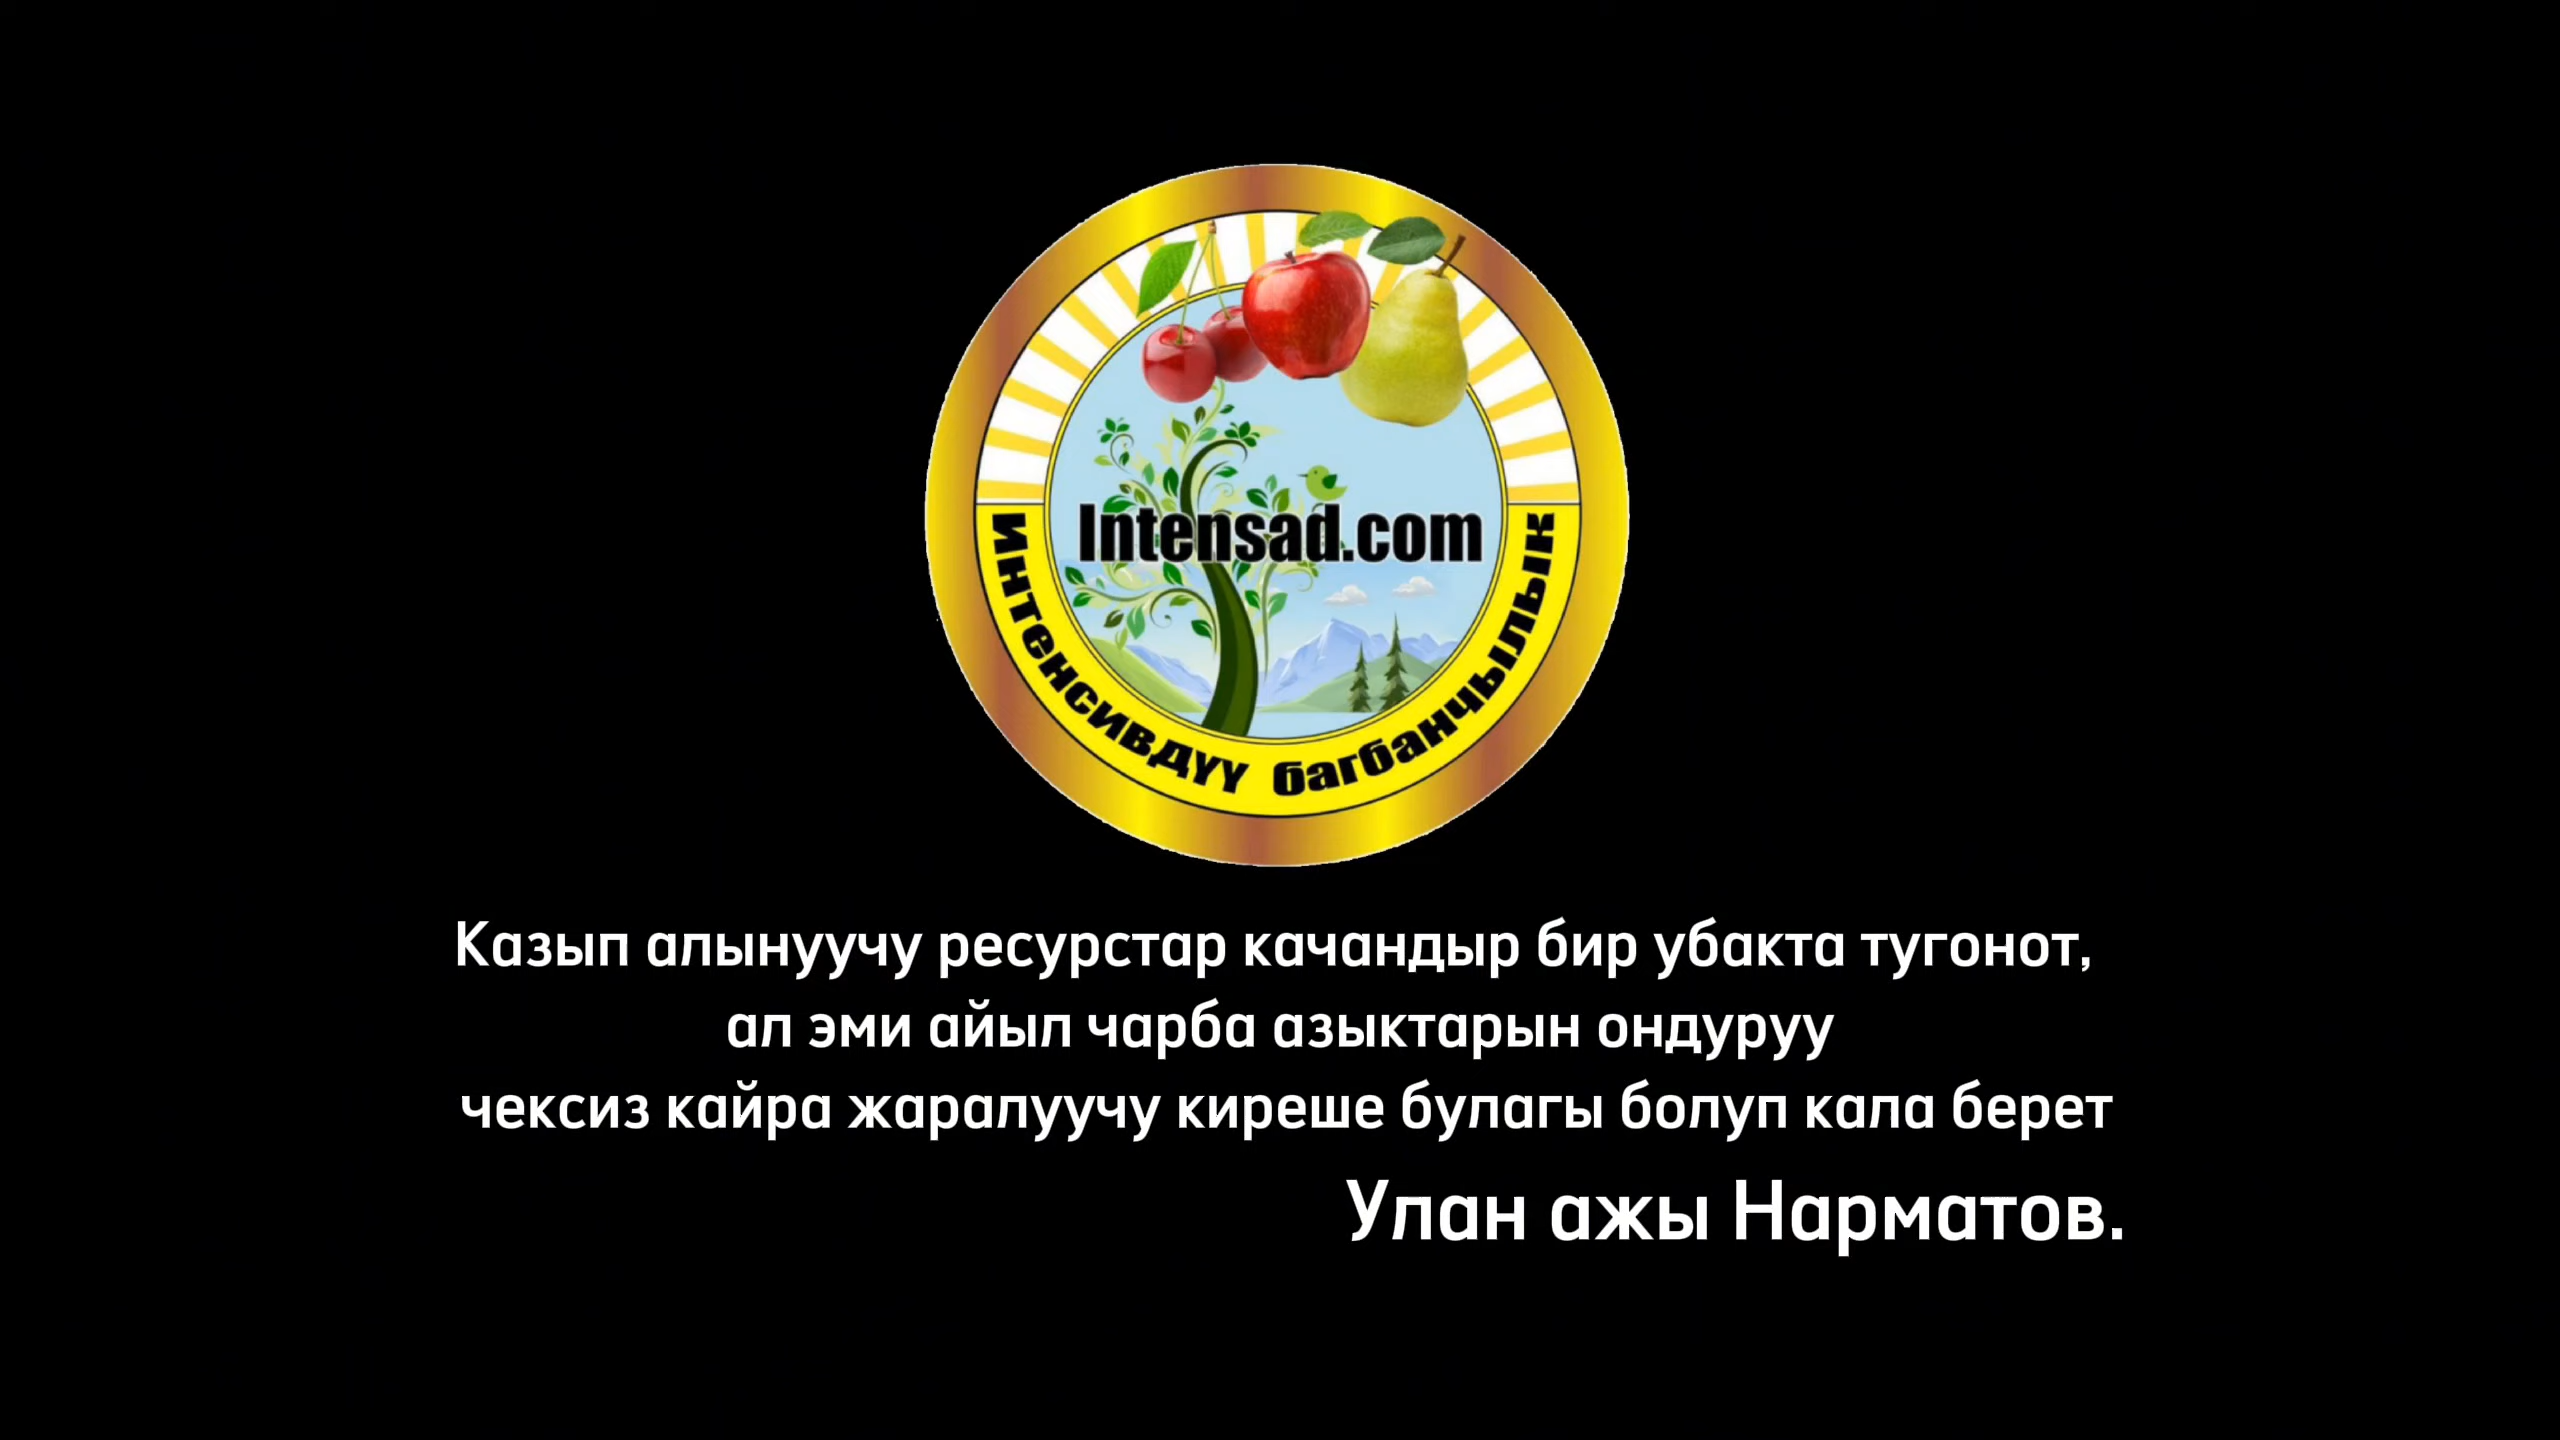 Intensad.com
Интенсивдүү багбанчылык
Казып алынуучу ресурстар качандыр бир убакта тугонот,
ал эми айыл чарба азыктарын ондуруу
чексиз кайра жаралуучу киреше булагы болуп кала берет
Улан ажы Нарматов.